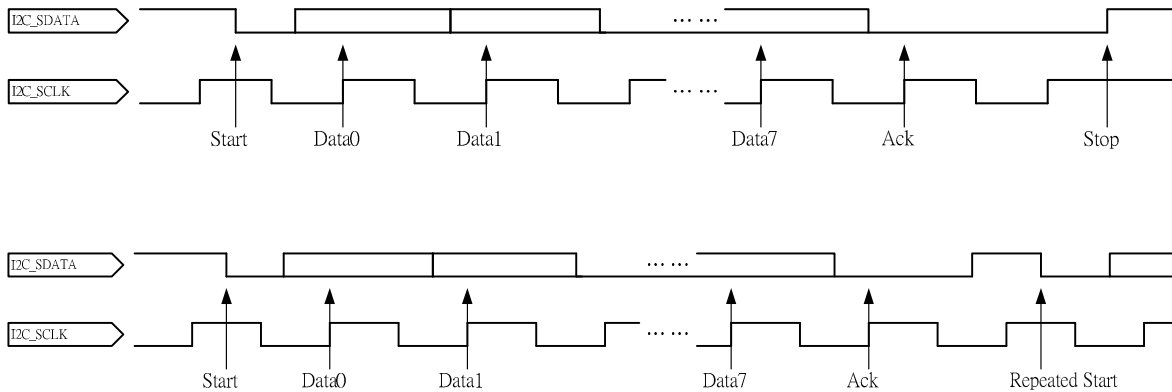 I2C_SDATA
... ...
I2C_SCLK
... ...
Start Data0 Data1 Data7 Ack Stop
I2C_SDATA
... ...
I2C_SCLK
... ...
Start Data0 Data1 Data7 Ack Repeated Start